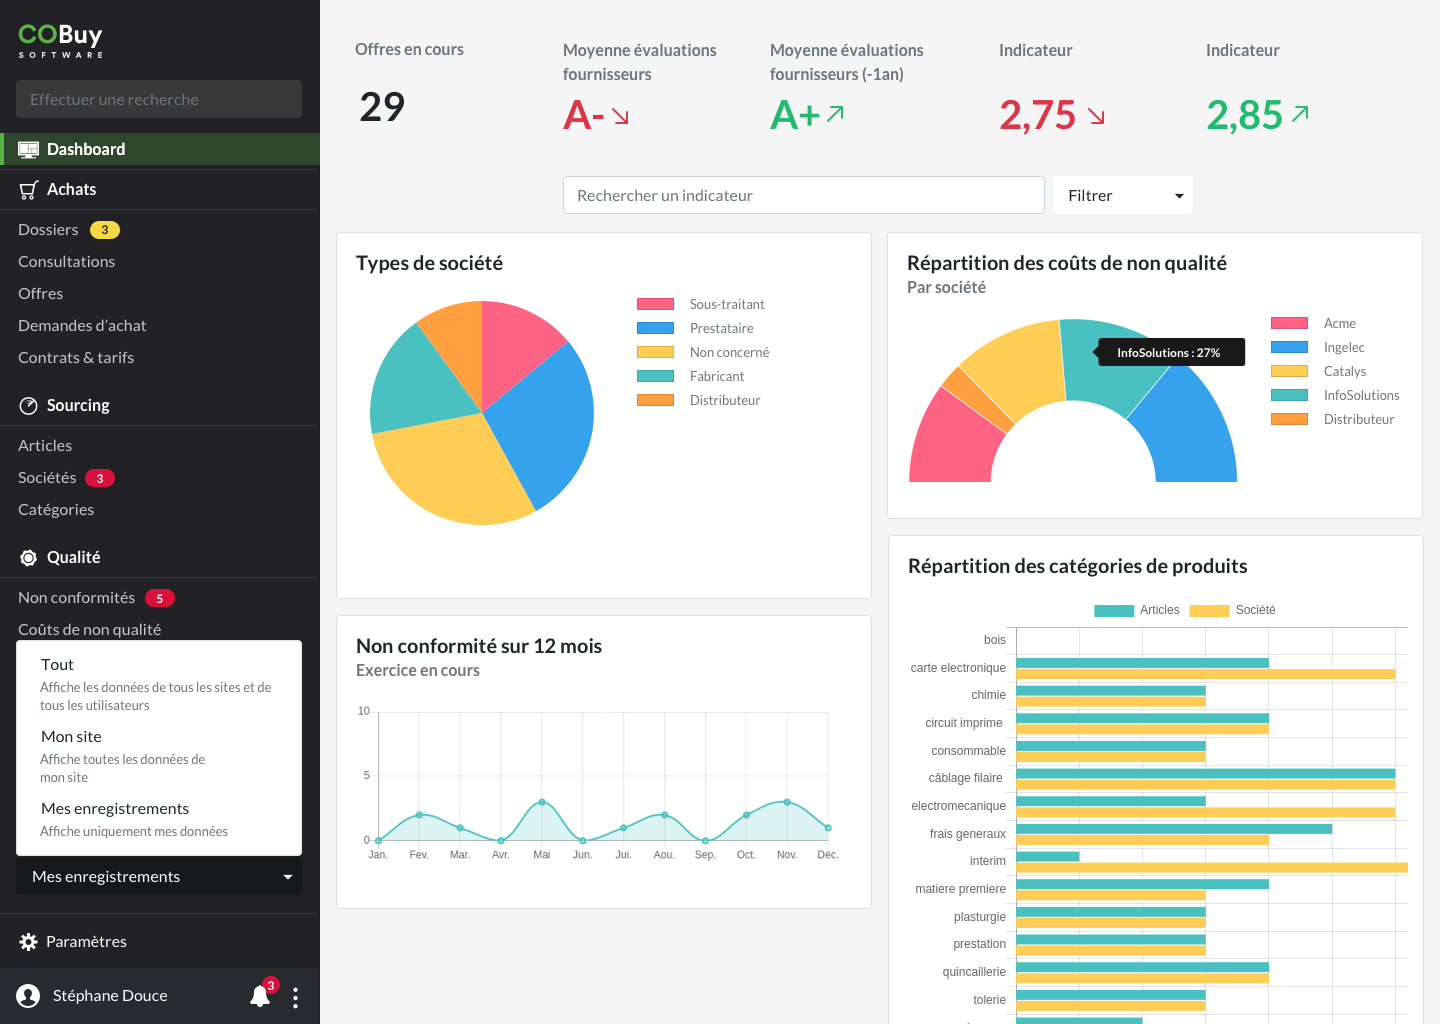 COBuy
SOFTWARE
Effectuer une recherche
Dashboard
Achats
Dossiers 3
Consultations
Offres
Demandes d’achat
Contrats & tarifs
Sourcing
Articles
Sociétés 3
Catégories
Qualité
Non conformités 5
Coûts de non qualité
Tout
Affiche les données de tous les sites et de
tous les utilisateurs
Mon site
Affiche toutes les données de
mon site
Mes enregistrements
Affiche uniquement mes données
Mes enregistrements
Paramètres
Stéphane Douce 3
Offres en cours
29
Moyenne évaluations
fournisseurs
A-
Moyenne évaluations
fournisseurs (-1an)
A+
Indicateur
2,75
Indicateur
2,85
Rechercher un indicateur
Filtrer
Types de société
Sous-traitant
Prestataire
Non concerné
Fabricant
Distributeur
Répartition des coûts de non qualité
Par société
InfoSolutions : 27%
Acme
Ingelec
Catalys
InfoSolutions
Distributeur
Non conformité sur 12 mois
Exercice en cours
10
5
0
Jan. Fev. Mar. Avr. Mai Jun. Jui. Aou. Sep. Oct. Nov. Déc.
Répartition des catégories de produits
Articles Société
bois
carte electronique
chimie
circuit imprime
consommable
câblage filaire
electromecanique
frais generaux
interim
matiere premiere
plasturgie
prestation
quincaillerie
tolerie